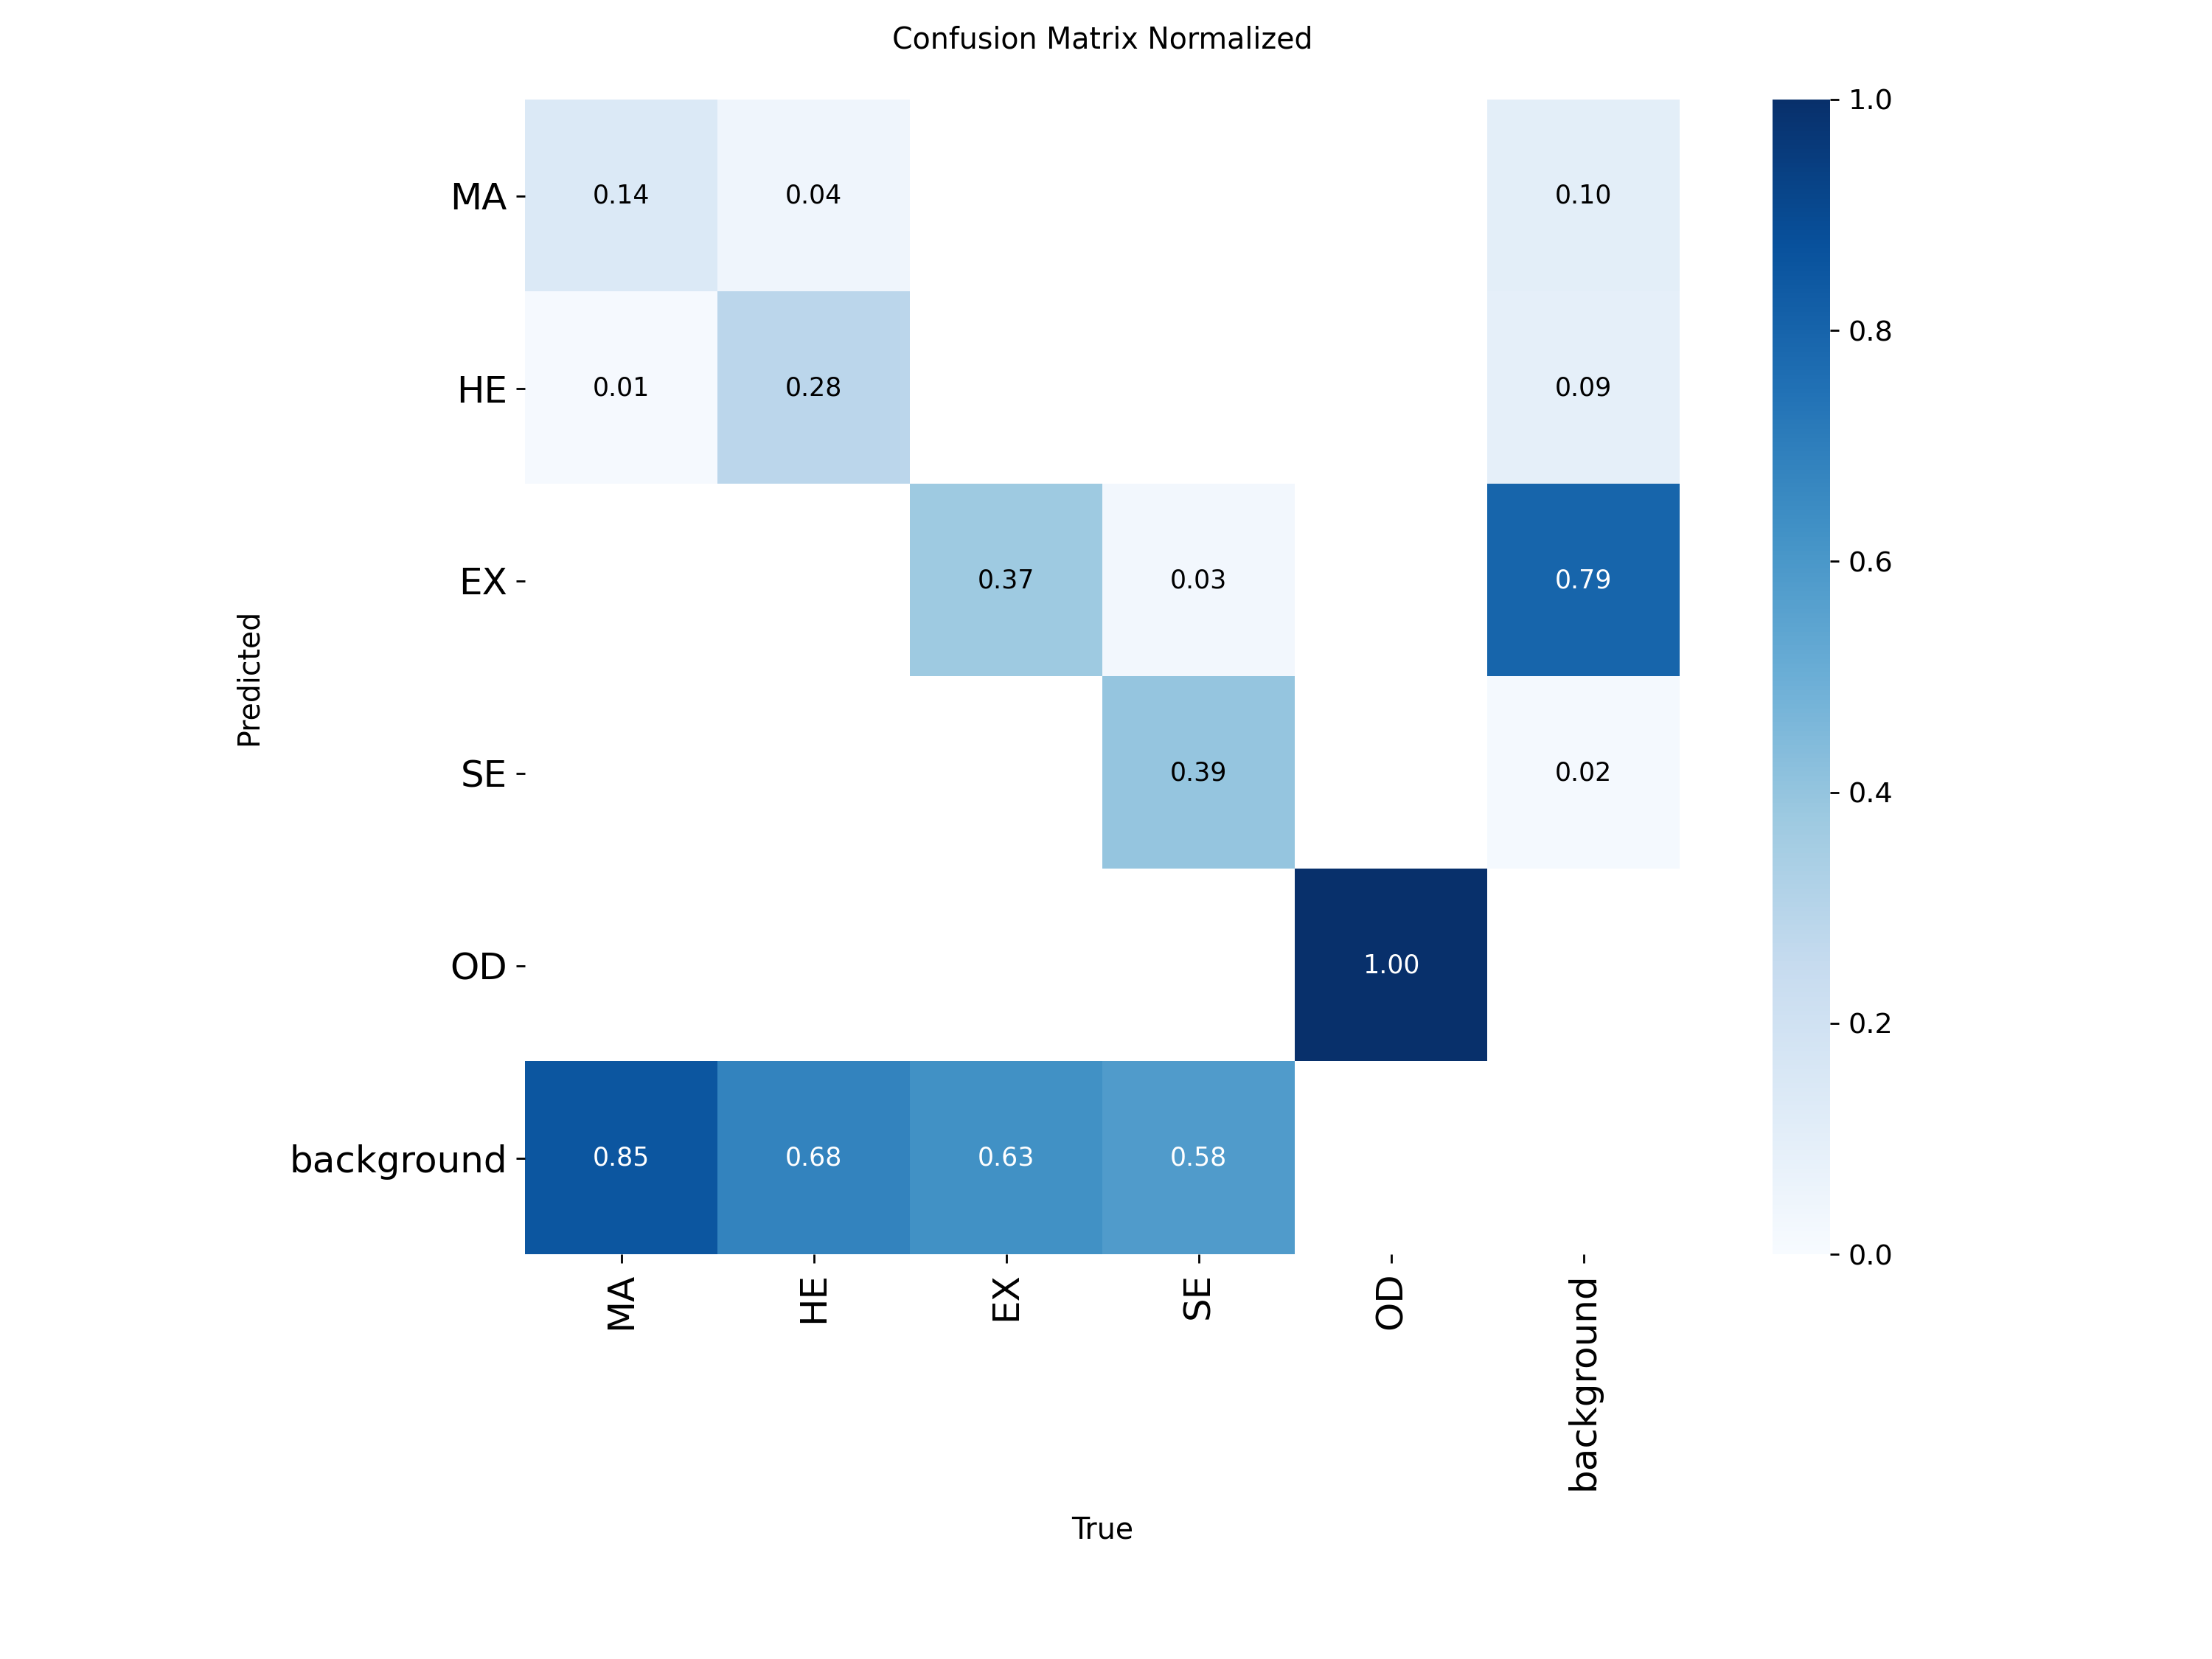 Confusion Matrix Normalized
MA
0.14
0.04
0.10
HE
0.01
0.28
0.09
EX
0.37
0.03
0.79
SE
0.39
0.02
OD
1.00
background
0.85
0.68
0.63
0.58
Predicted
MA
HE
EX
SE
OD
background
True
1.0
0.8
0.6
0.4
0.2
0.0